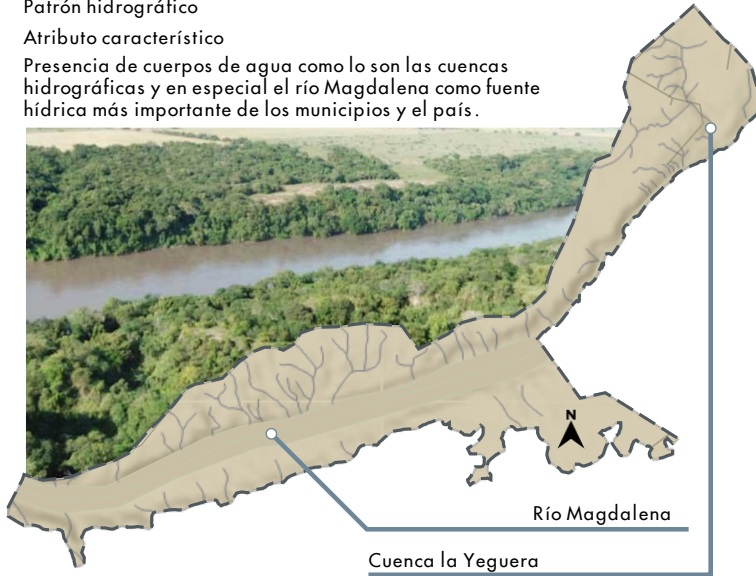 Patrón hidrográfico
Atributo característico
Presencia de cuerpos de agua como lo son las cuencas
hidrográficas y en especial el río Magdalena como fuente
hídrica más importante de los municipios y el país.
N
Río Magdalena
Cuenca la Yeguera